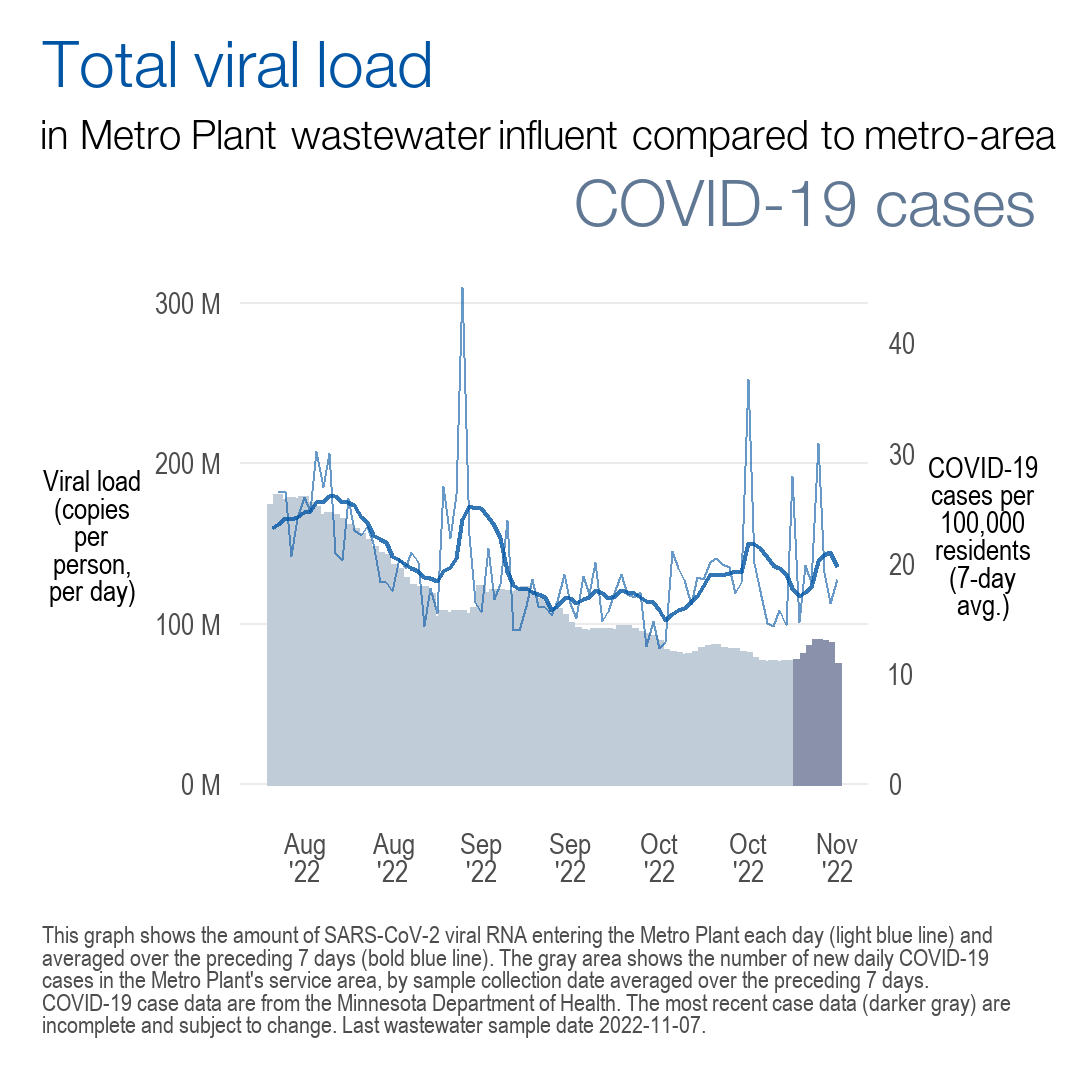 Total viral load
in Metro Plant wastewater influent compared to metro-area
COVID-19 cases
300 M
200 M
100 M
0 M
Viral load
(copies
per
person,
per day)
40
30
20
10
0
COVID-19
cases per
100,000
residents
(7-day
avg.)
Aug Aug Sep Sep Oct Oct Nov
'22 '22 '22 '22 '22 '22 '22
This graph shows the amount of SARS-CoV-2 viral RNA entering the Metro Plant each day (light blue line) and
averaged over the preceding 7 days (bold blue line). The gray area shows the number of new daily COVID-19
cases in the Metro Plant's service area, by sample collection date averaged over the preceding 7 days.
COVID-19 case data are from the Minnesota Department of Health. The most recent case data (darker gray) are
incomplete and subject to change. Last wastewater sample date 2022-11-07.